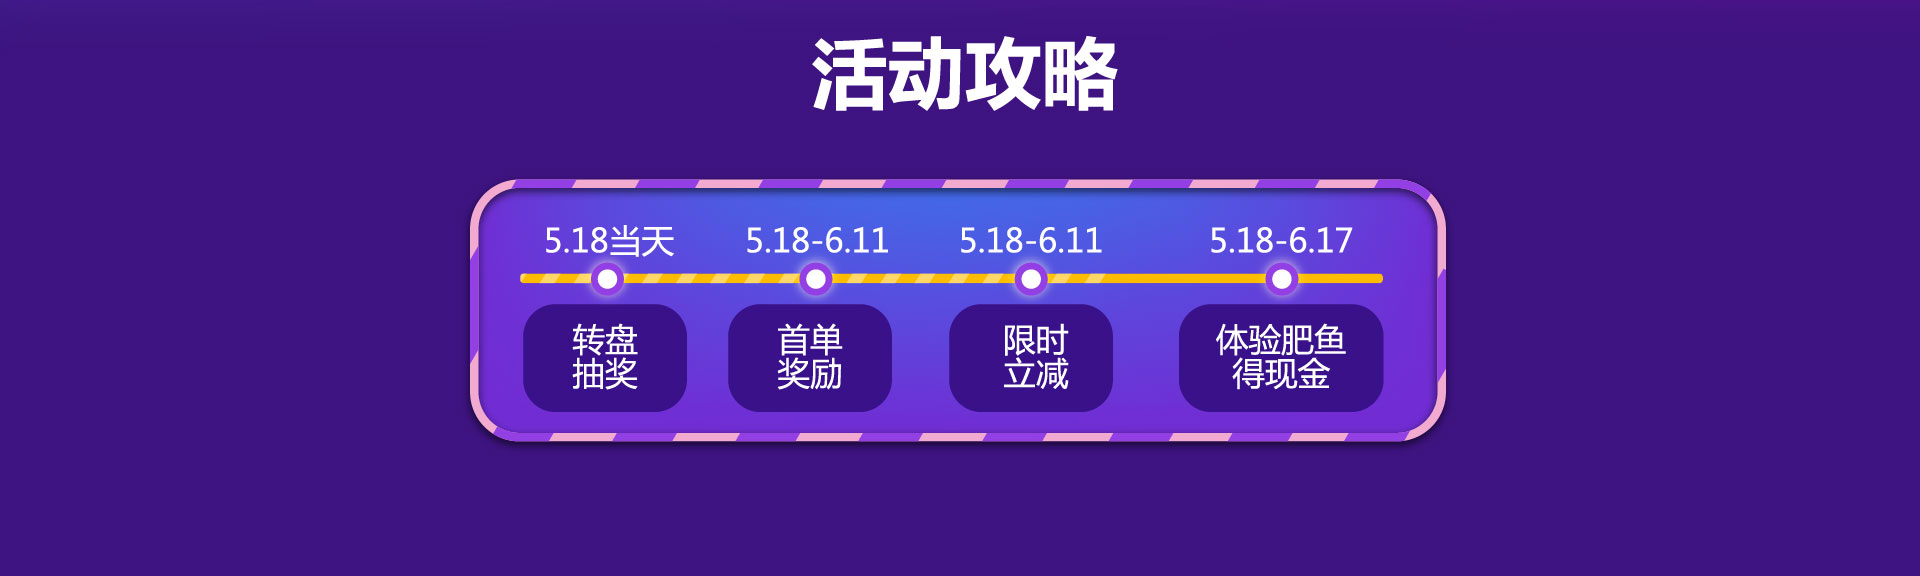 活动攻略
5.18当天
5.18-6.11
5.18-6.11
5.18-6.17
转盘
抽奖
首单
奖励
限时
立减
体验肥鱼
得现金